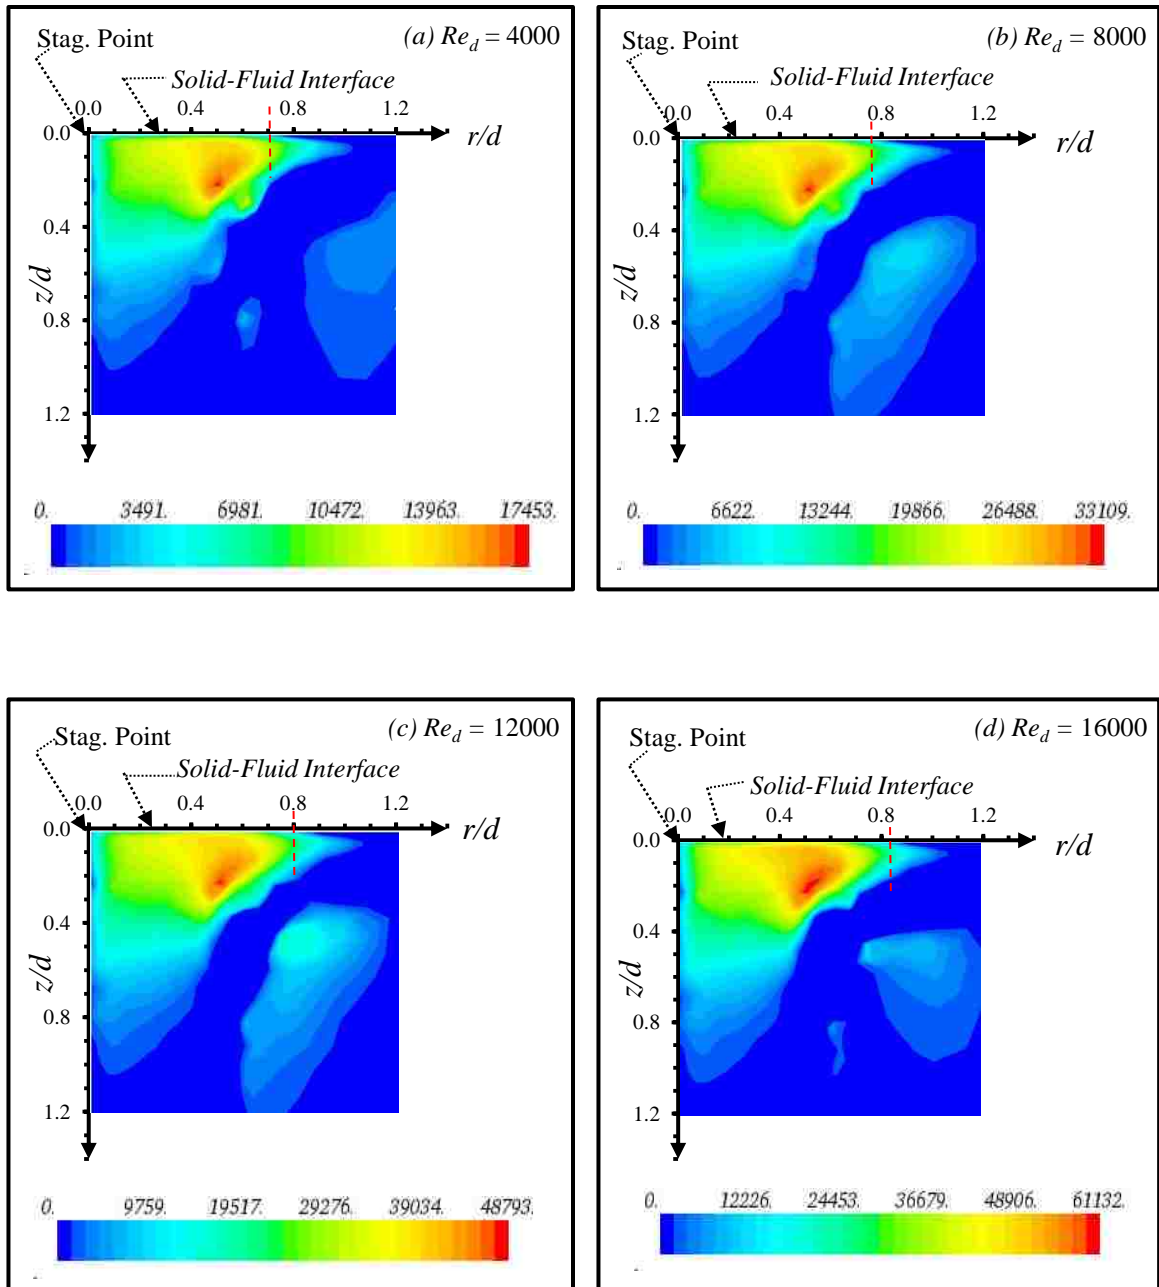 Stag. Point
(a) Re_d = 4000
Solid-Fluid Interface
0.0 0.4 0.8 1.2
r/d
0.0
0.4
z/d
0.8
1.2
0. 3491. 6981. 10472. 13963. 17453.
Stag. Point
(b) Re_d = 8000
Solid-Fluid Interface
0.0 0.4 0.8 1.2
r/d
0.0
0.4
z/d
0.8
1.2
0. 6622. 13244. 19866. 26488. 33109.
Stag. Point
(c) Re_d = 12000
Solid-Fluid Interface
0.0 0.4 0.8 1.2
r/d
0.0
0.4
z/d
0.8
1.2
0. 9759. 19517. 29276. 39034. 48793.
Stag. Point
(d) Re_d = 16000
Solid-Fluid Interface
0.0 0.4 0.8 1.2
r/d
0.0
0.4
z/d
0.8
1.2
0. 12226. 24453. 36679. 48906. 61132.